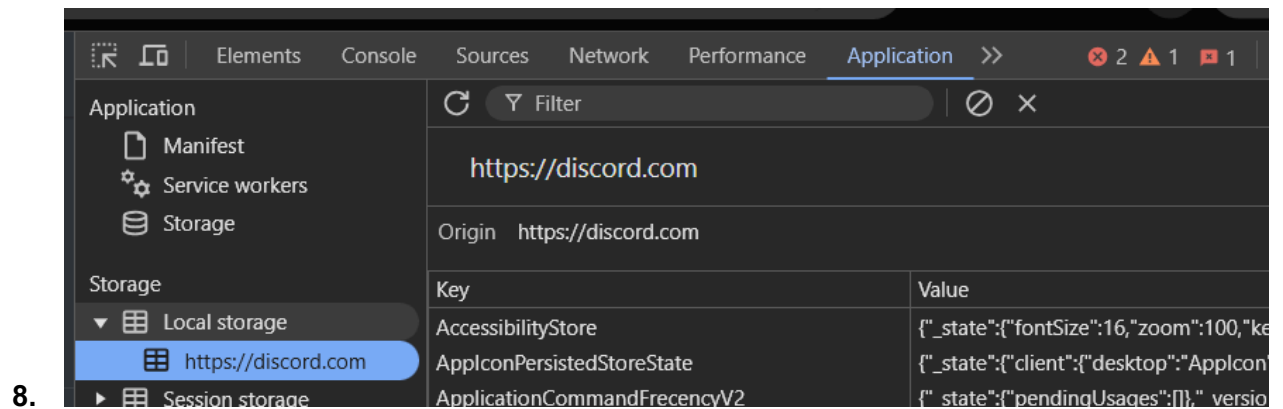 Elements Console Sources Network Performance Application 2 1 1
Application
Filter
Manifest
https://discord.com
Service workers
Storage
Origin https://discord.com
Storage
Key Value
Local storage
AccessibilityStore {"_state":{"fontSize":16,"zoom":100,"ke
https://discord.com
AppIconPersistedStoreState {"_state":{"client":{"desktop":"AppIcon"
8.
Session storage
ApplicationCommandFrecencyV2 {"_state":{"pendingUsages":[]},"_versio